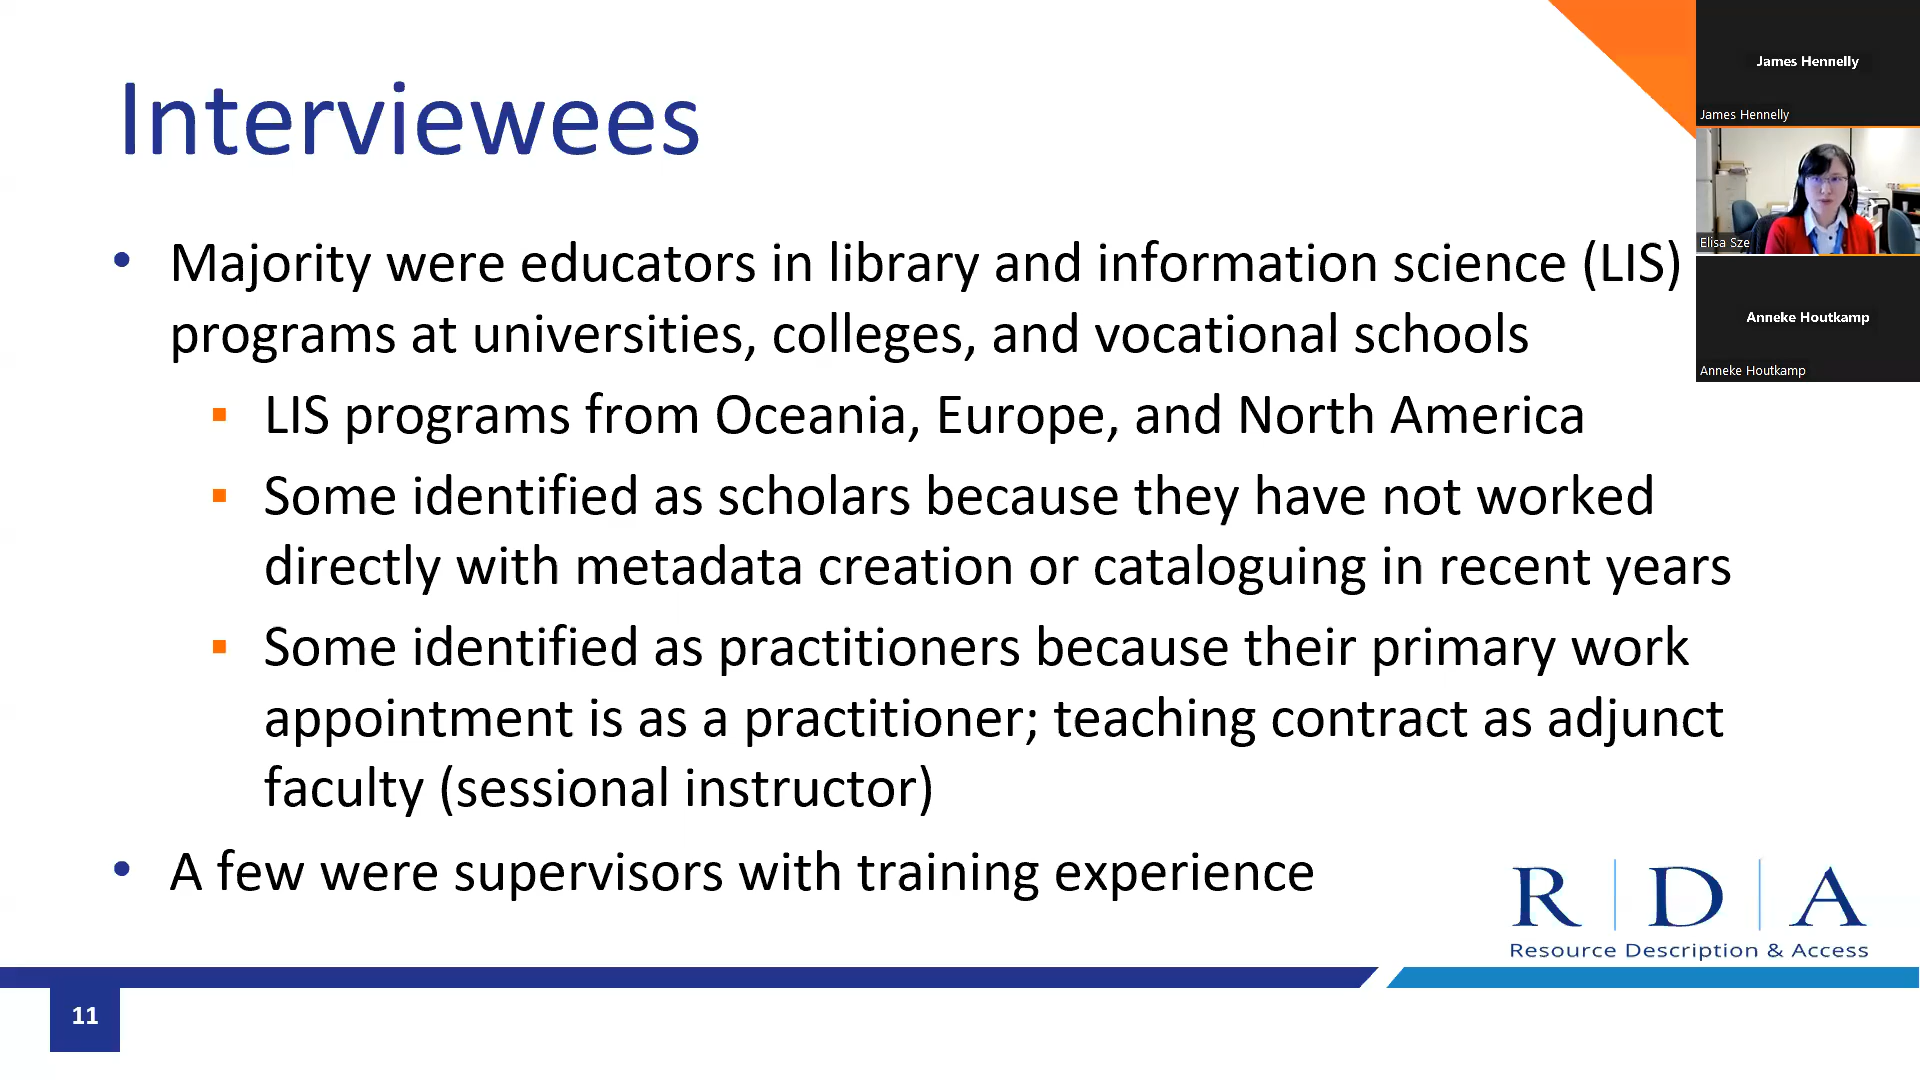 Interviewees
• Majority were educators in library and information science (LIS)
programs at universities, colleges, and vocational schools
▪ LIS programs from Oceania, Europe, and North America
▪ Some identified as scholars because they have not worked
directly with metadata creation or cataloguing in recent years
▪ Some identified as practitioners because their primary work
appointment is as a practitioner; teaching contract as adjunct
faculty (sessional instructor)
• A few were supervisors with training experience
James Hennelly
James Hennelly
Elisa Sze
Anneke Houtkamp
Anneke Houtkamp
R|D|A
Resource Description & Access
11